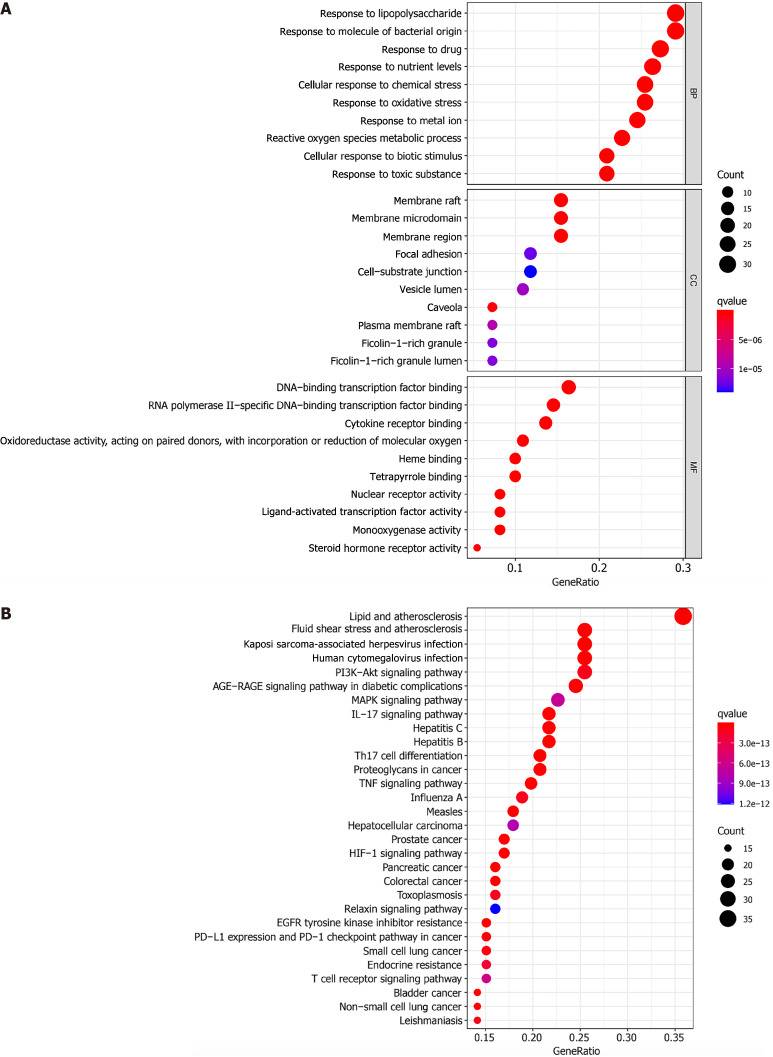 A
Response to lipopolysaccharide
Response to molecule of bacterial origin
Response to drug
Response to nutrient levels
Cellular response to chemical stress
Response to oxidative stress
Response to metal ion
Reactive oxygen species metabolic process
Cellular response to biotic stimulus
Response to toxic substance
BP
Membrane raft
Membrane microdomain
Membrane region
Focal adhesion
Cell−substrate junction
Vesicle lumen
Caveola
Plasma membrane raft
Ficolin−1−rich granule
Ficolin−1−rich granule lumen
CC
DNA−binding transcription factor binding
RNA polymerase II−specific DNA−binding transcription factor binding
Cytokine receptor binding
Oxidoreductase activity, acting on paired donors, with incorporation or reduction of molecular oxygen
Heme binding
Tetrapyrrole binding
Nuclear receptor activity
Ligand−activated transcription factor activity
Monooxygenase activity
Steroid hormone receptor activity
MF
0.1 0.2 0.3
GeneRatio
Count
10
15
20
25
30
qvalue
5e−06
1e−05
B
Lipid and atherosclerosis
Fluid shear stress and atherosclerosis
Kaposi sarcoma−associated herpesvirus infection
Human cytomegalovirus infection
PI3K−Akt signaling pathway
AGE−RAGE signaling pathway in diabetic complications
MAPK signaling pathway
IL−17 signaling pathway
Hepatitis C
Hepatitis B
Th17 cell differentiation
Proteoglycans in cancer
TNF signaling pathway
Influenza A
Measles
Hepatocellular carcinoma
Prostate cancer
HIF−1 signaling pathway
Pancreatic cancer
Colorectal cancer
Toxoplasmosis
Relaxin signaling pathway
EGFR tyrosine kinase inhibitor resistance
PD−L1 expression and PD−1 checkpoint pathway in cancer
Small cell lung cancer
Endocrine resistance
T cell receptor signaling pathway
Bladder cancer
Non−small cell lung cancer
Leishmaniasis
0.15 0.20 0.25 0.30 0.35
GeneRatio
qvalue
3.0e−13
6.0e−13
9.0e−13
1.2e−12
Count
15
20
25
30
35